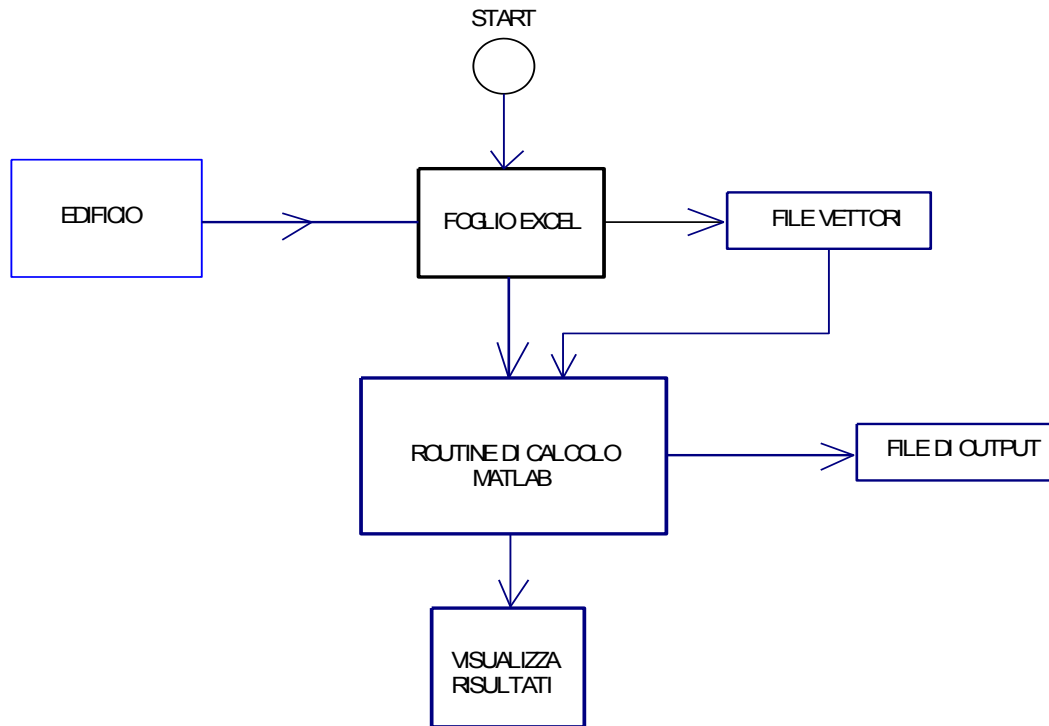 START
EDIFICIO
FOGLIO EXCEL
FILE VETTORI
ROUTINE DI CALCOLO
MATLAB
FILE DI OUTPUT
VISUALIZZA
RISULTATI